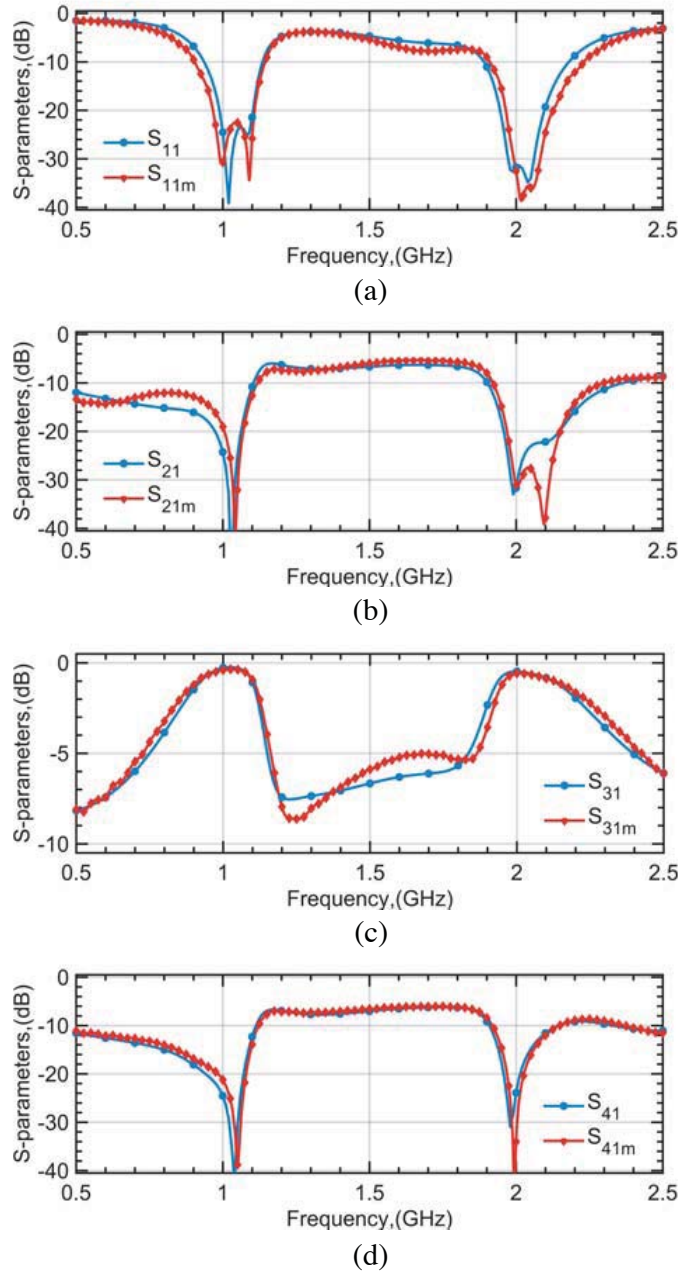 0
-10
-20
-30
-40
S-parameters,(dB)
S11
S11m
0.5 1 1.5 2 2.5
Frequency,(GHz)
(a)
0
-10
-20
-30
-40
S-parameters,(dB)
S21
S21m
0.5 1 1.5 2 2.5
Frequency,(GHz)
(b)
0
-5
-10
S-parameters,(dB)
S31
S31m
0.5 1 1.5 2 2.5
Frequency,(GHz)
(c)
0
-10
-20
-30
-40
S-parameters,(dB)
S41
S41m
0.5 1 1.5 2 2.5
Frequency,(GHz)
(d)